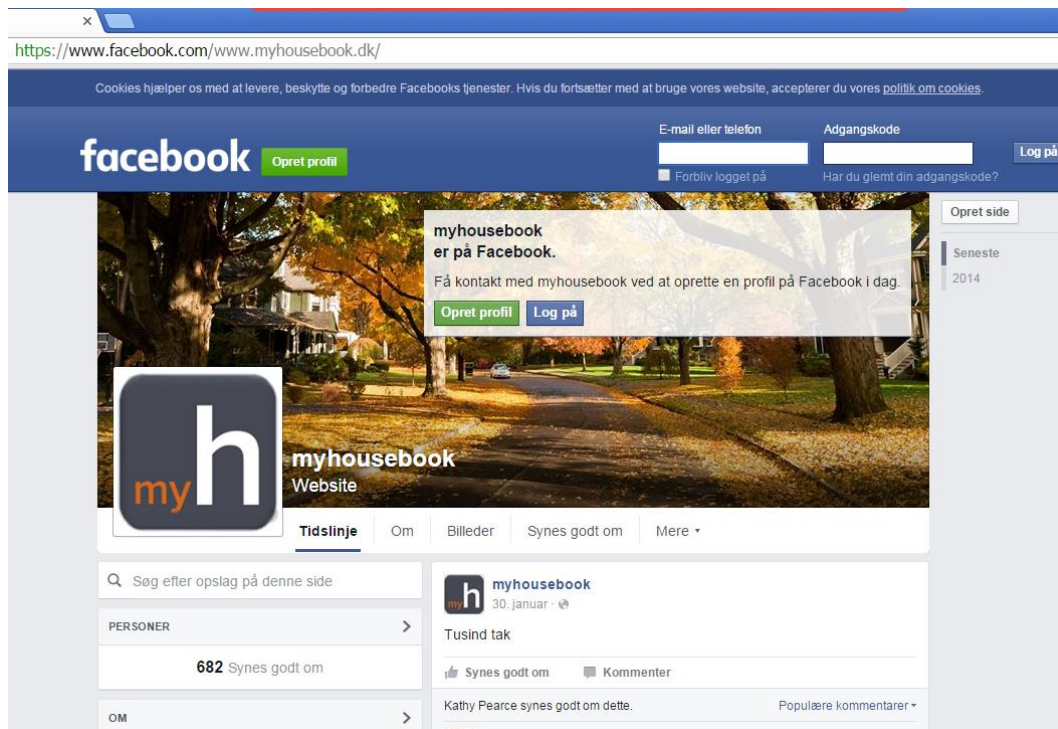 https://www.facebook.com/www.myhousebook.dk/
Cookies hjælper os med at levere, beskytte og forbedre Facebooks tjenester. Hvis du fortsætter med at bruge vores website, accepterer du vores politik om cookies.
facebook
Opret profil
E-mail eller telefon
Adgangskode
Log på
Forbliv logget på
Har du glemt din adgangskode?
myhousebook
er på Facebook.
Få kontakt med myhousebook ved at oprette en profil på Facebook i dag.
Opret profil
Log på
Opret side
Seneste
2014
my h
myhousebook
Website
Tidslinje
Om
Billeder
Synes godt om
Mere
Søg efter opslag på denne side
PERSONER
682 Synes godt om
OM
my h
myhousebook
30. januar ·
Tusind tak
Synes godt om
Kommenter
Kathy Pearce synes godt om dette.
Populære kommentarer